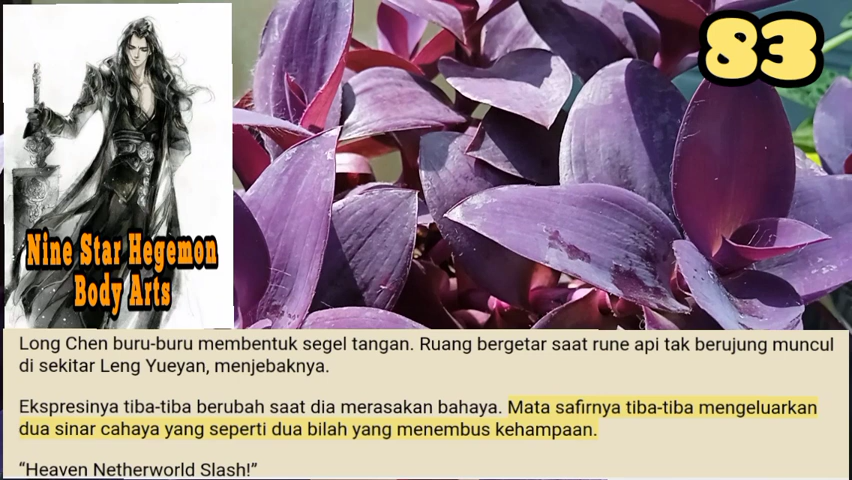 83
Nine Star Hegemon
Body Arts
Long Chen buru-buru membentuk segel tangan. Ruang bergetar saat rune api tak berujung muncul
di sekitar Leng Yueyan, menjebaknya.
Ekspresinya tiba-tiba berubah saat dia merasakan bahaya. Mata safirnya tiba-tiba mengeluarkan
dua sinar cahaya yang seperti dua bilah yang menembus kehampaan.
“Heaven Netherworld Slash!”